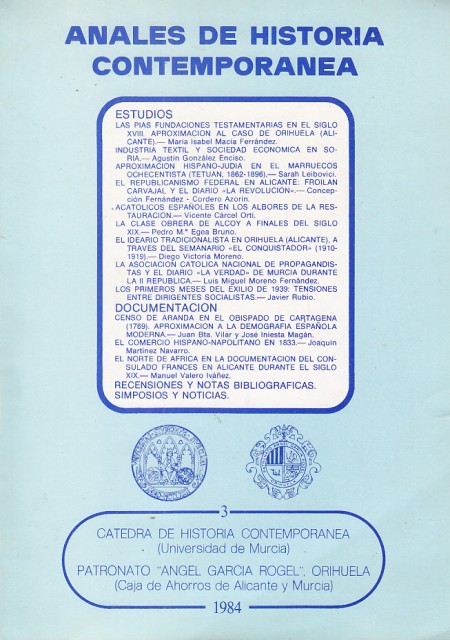 ANALES DE HISTORIA
CONTEMPORANEA
ESTUDIOS
LAS PIAS FUNDACIONES TESTAMENTARIAS EN EL SIGLO
XVIII. APROXIMACION AL CASO DE ORIHUELA (ALI-
CANTE).— Maria Isabel Macía Fernández.
INDUSTRIA TEXTIL Y SOCIEDAD ECONOMICA EN SO-
RIA.— Agustín González Enciso.
APROXIMACION HISPANO-JUDIA EN EL MARRUECOS
OCHECENTISTA (TETUAN, 1862-1896).— Sarah Leibovici.
EL REPUBLICANISMO FEDERAL EN ALICANTE: FROILAN
CARVAJAL Y EL DIARIO «LA REVOLUCION».— Concep-
ción Fernández - Cordero Azorin.
ACATOLICOS ESPAÑOLES EN LOS ALBORES DE LA RES-
TAURACION.— Vicente Cárcel Ortí.
LA CLASE OBRERA DE ALCOY A FINALES DEL SIGLO
XIX.— Pedro M.ª Egea Bruno.
EL IDEARIO TRADICIONALISTA EN ORIHUELA (ALICANTE), A
TRAVES DEL SEMANARIO «EL CONQUISTADOR» (1910-
1919).— Diego Victoria Moreno.
LA ASOCIACION CATOLICA NACIONAL DE PROPAGANDIS-
TAS Y EL DIARIO «LA VERDAD» DE MURCIA DURANTE
LA II REPUBLICA.— Luis Miguel Moreno Fernández.
LOS PRIMEROS MESES DEL EXILIO DE 1939: TENSIONES
ENTRE DIRIGENTES SOCIALISTAS.— Javier Rubio.
DOCUMENTACION
CENSO DE ARANDA EN EL OBISPADO DE CARTAGENA
(1769). APROXIMACION A LA DEMOGRAFIA ESPAÑOLA
MODERNA.— Juan Bta. Vilar y José Iniesta Magán.
EL COMERCIO HISPANO-NAPOLITANO EN 1833.— Joaquín
Martínez Navarro.
EL NORTE DE AFRICA EN LA DOCUMENTACION DEL CON-
SULADO FRANCES EN ALICANTE DURANTE EL SIGLO
XIX.— Manuel Valero Iváñez.
RECENSIONES Y NOTAS BIBLIOGRAFICAS.
SIMPOSIOS Y NOTICIAS.
3
CATEDRA DE HISTORIA CONTEMPORANEA
(Universidad de Murcia)
PATRONATO "ANGEL GARCIA ROGEL", ORIHUELA
(Caja de Ahorros de Alicante y Murcia)
1984